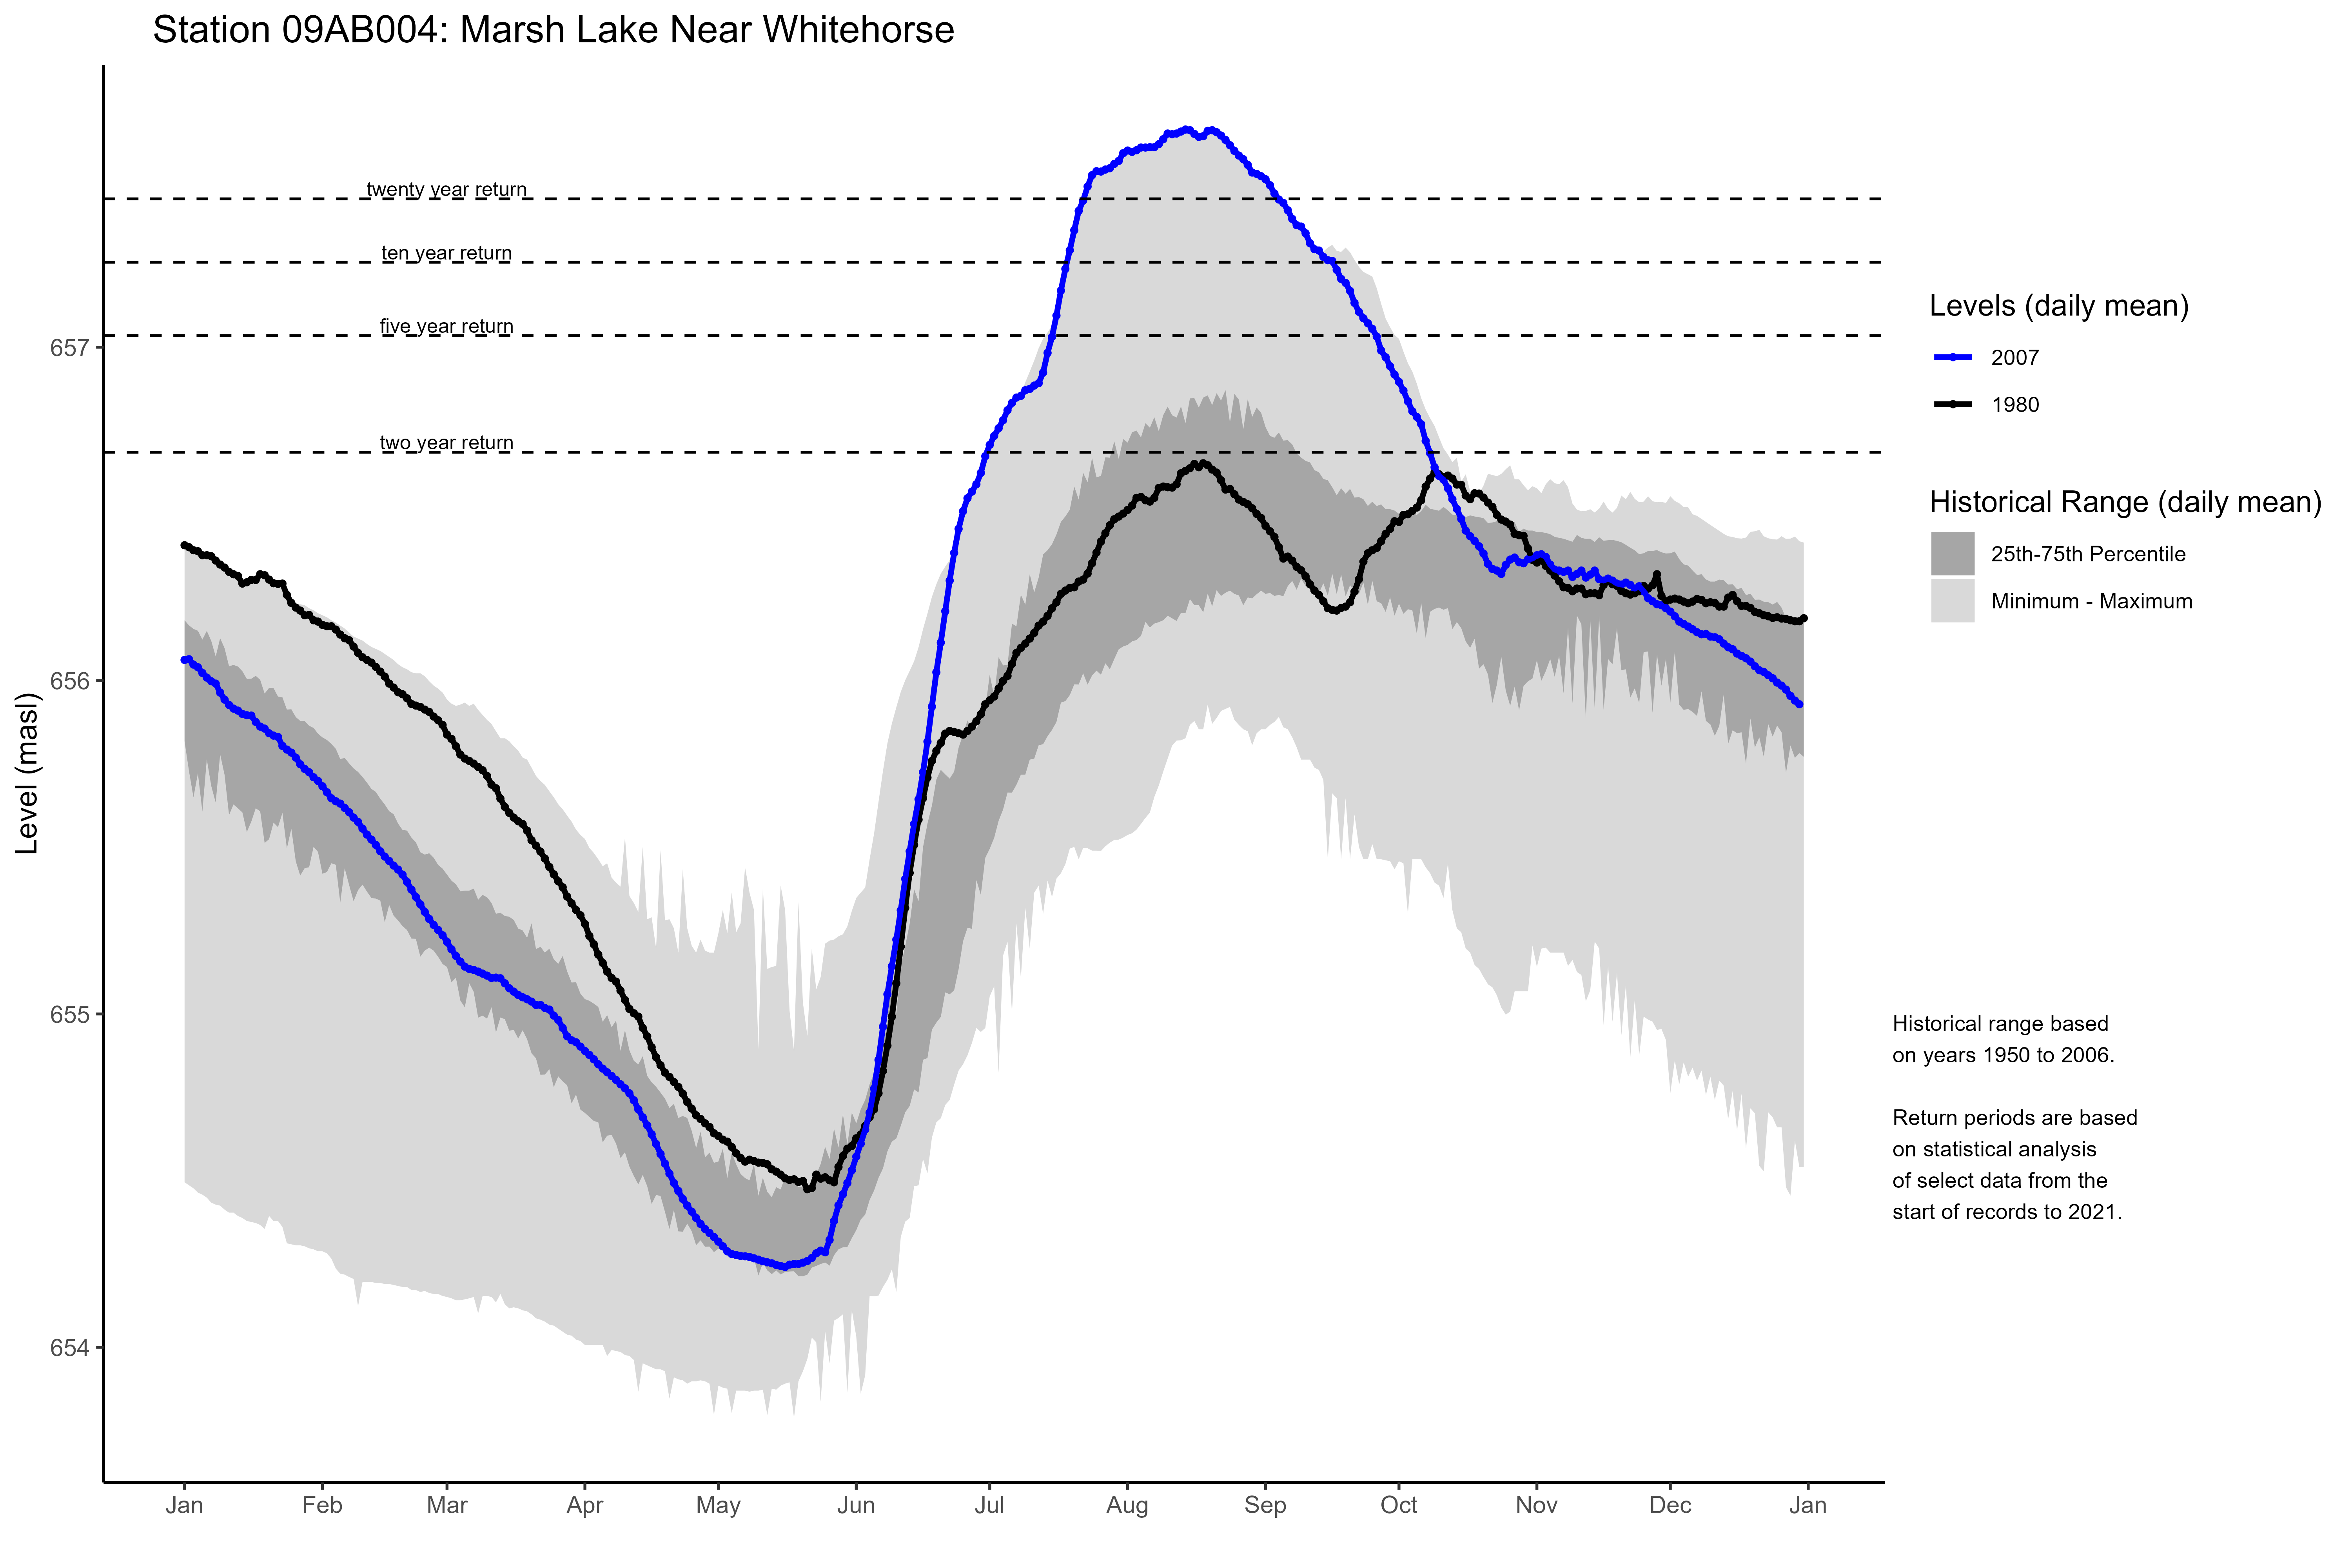 Station 09AB004: Marsh Lake Near Whitehorse
twenty year return
ten year return
five year return
two year return
657
656
655
654
Level (masl)
Jan Feb Mar Apr May Jun Jul Aug Sep Oct Nov Dec Jan
Levels (daily mean)
2007
1980
Historical Range (daily mean)
25th-75th Percentile
Minimum - Maximum
Historical range based
on years 1950 to 2006.
Return periods are based
on statistical analysis
of select data from the
start of records to 2021.